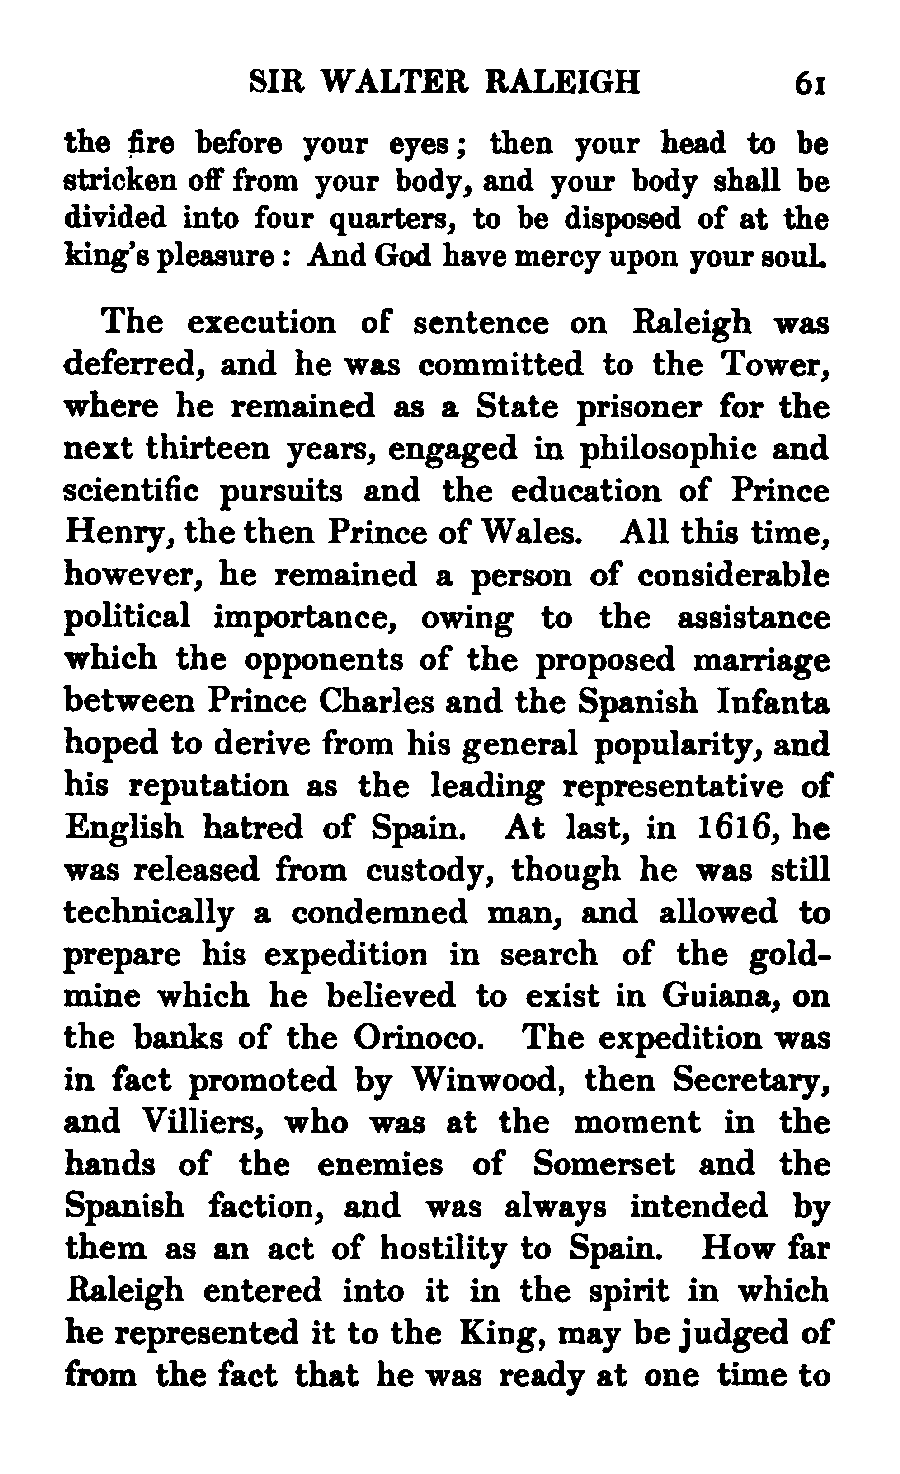 SIR WALTER RALEIGH 61
the fire before your eyes; then your head to be
stricken off from your body, and your body shall be
divided into four quarters, to be disposed of at the
king's pleasure: And God have mercy upon your soul.
The execution of sentence on Raleigh was
deferred, and he was committed to the Tower,
where he remained as a State prisoner for the
next thirteen years, engaged in philosophic and
scientific pursuits and the education of Prince
Henry, the then Prince of Wales. All this time,
however, he remained a person of considerable
political importance, owing to the assistance
which the opponents of the proposed marriage
between Prince Charles and the Spanish Infanta
hoped to derive from his general popularity, and
his reputation as the leading representative of
English hatred of Spain. At last, in 1616, he
was released from custody, though he was still
technically a condemned man, and allowed to
prepare his expedition in search of the gold-
mine which he believed to exist in Guiana, on
the banks of the Orinoco. The expedition was
in fact promoted by Winwood, then Secretary,
and Villiers, who was at the moment in the
hands of the enemies of Somerset and the
Spanish faction, and was always intended by
them as an act of hostility to Spain. How far
Raleigh entered into it in the spirit in which
he represented it to the King, may be judged of
from the fact that he was ready at one time to